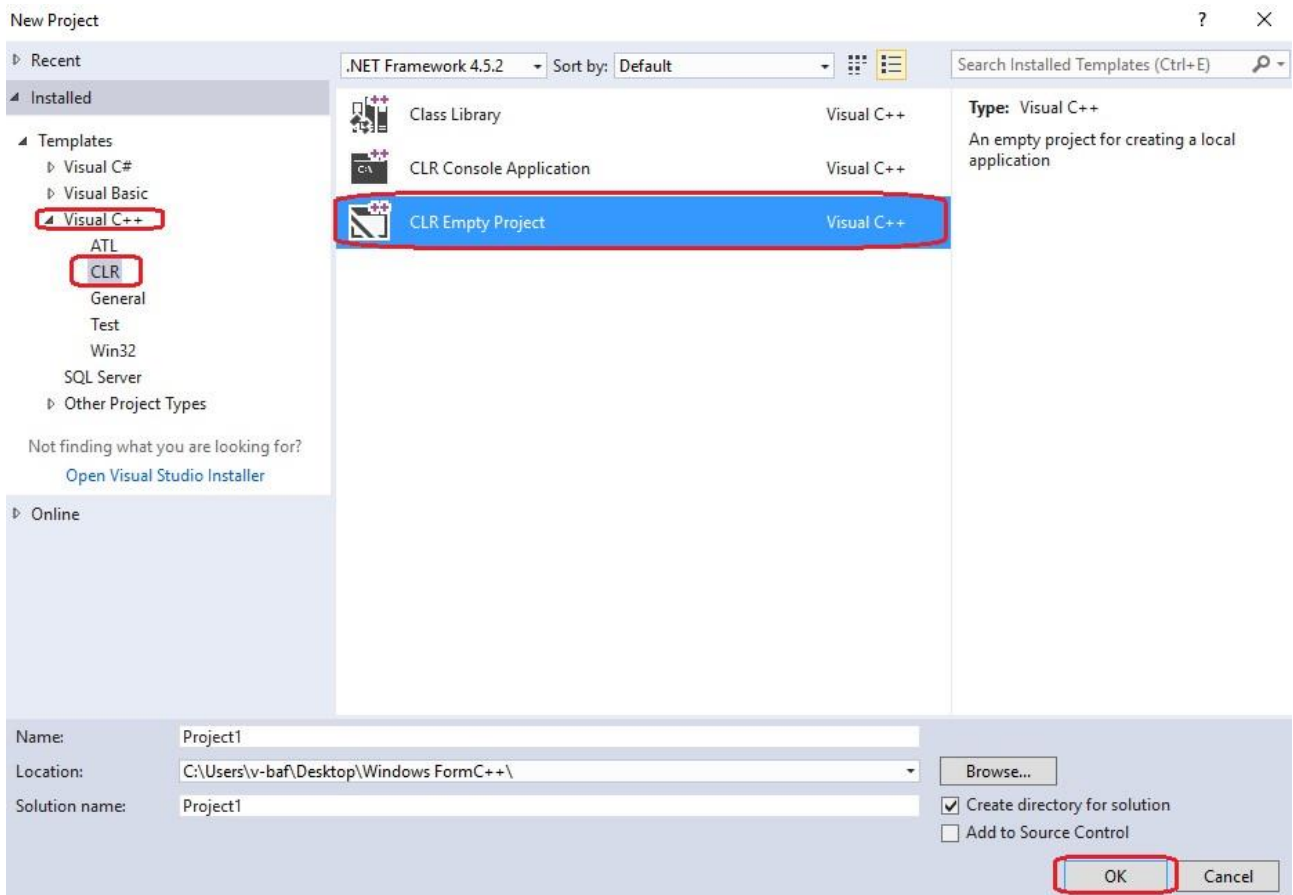 New Project
?
Recent
Installed
Templates
Visual C#
Visual Basic
Visual C++
ATL
CLR
General
Test
Win32
SQL Server
Other Project Types
Not finding what you are looking for?
Open Visual Studio Installer
Online
.NET Framework 4.5.2 Sort by: Default
Class Library Visual C++
CLR Console Application Visual C++
CLR Empty Project Visual C++
Search Installed Templates (Ctrl+E)
Type: Visual C++
An empty project for creating a local
application
Name: Project1
Location: C:\Users\v-baf\Desktop\Windows FormC++\
Browse...
Solution name: Project1
Create directory for solution
Add to Source Control
OK Cancel